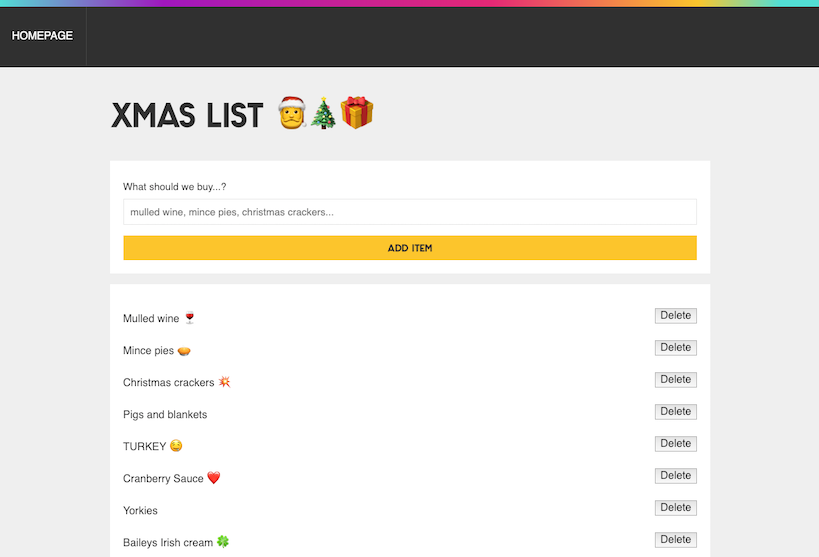 HOMEPAGE
XMAS LIST 🎅🎄🎁
What should we buy...?
mulled wine, mince pies, christmas crackers...
ADD ITEM
Mulled wine 🍷 Delete
Mince pies 🥧 Delete
Christmas crackers 💥 Delete
Pigs and blankets Delete
TURKEY 😋 Delete
Cranberry Sauce ❤️ Delete
Yorkies Delete
Baileys Irish cream 🍀 Delete